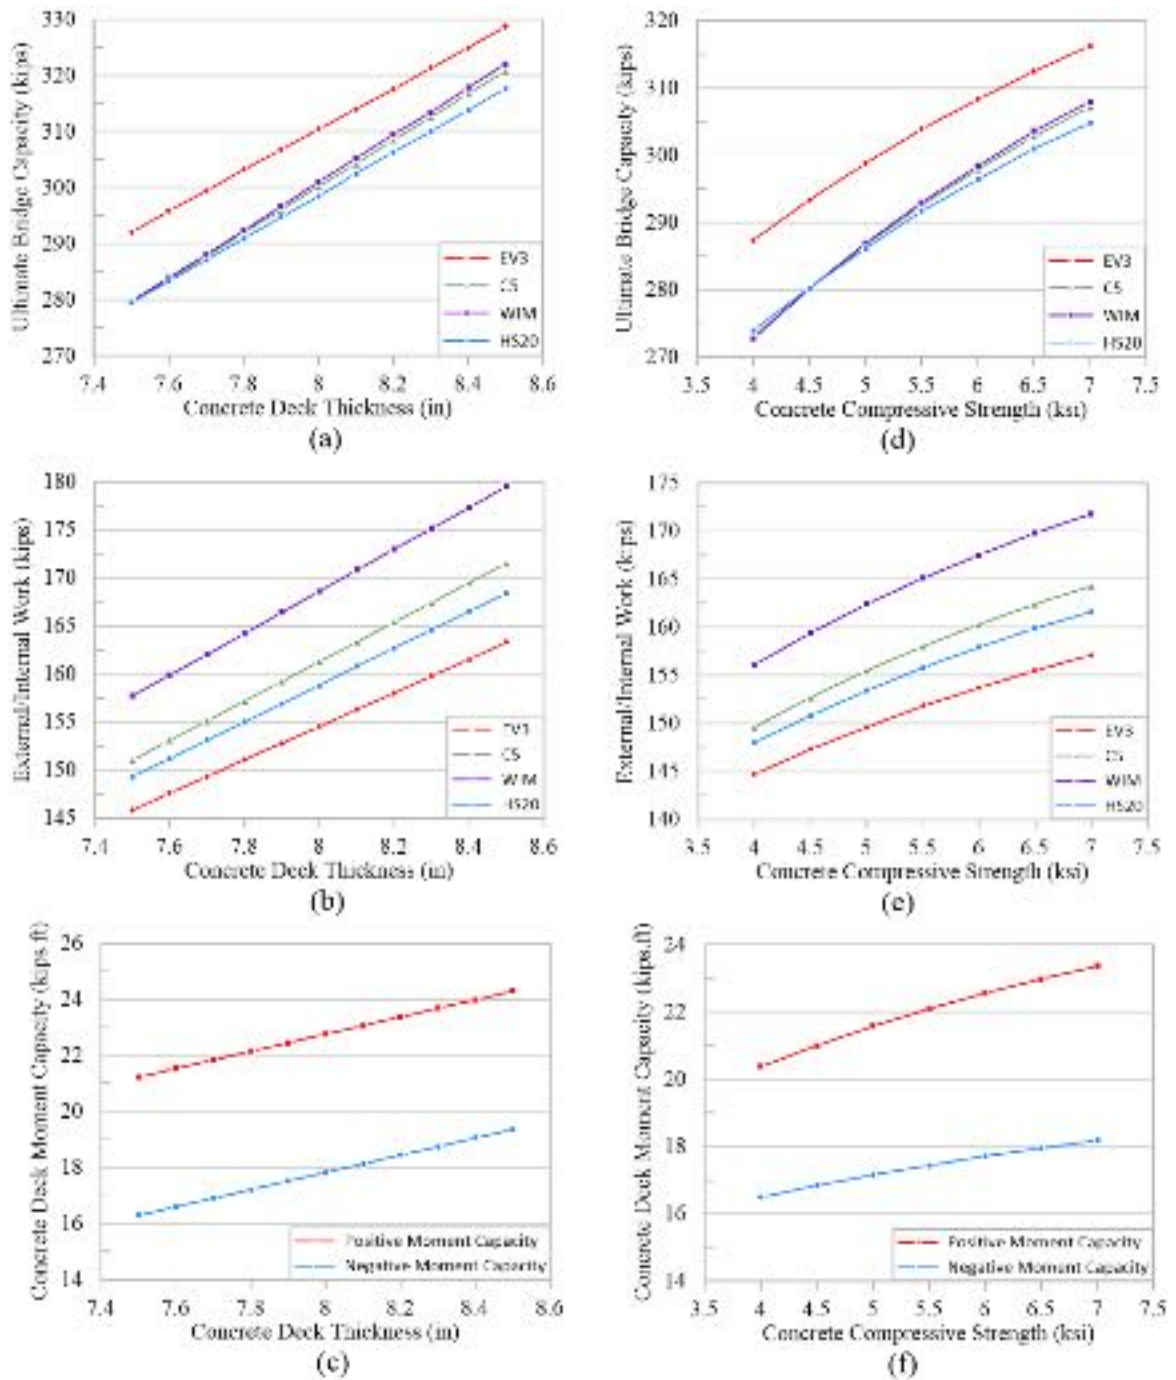 330
320
310
300
290
280
270
Ultimate Bridge Capacity (kips)
EV3
C5
WIM
HS20
7.4 7.6 7.8 8 8.2 8.4 8.6
Concrete Deck Thickness (in)
(a)
320
310
300
290
280
270
Ultimate Bridge Capacity (kips)
EV3
C5
WIM
HS20
3.5 4 4.5 5 5.5 6 6.5 7 7.5
Concrete Compressive Strength (ksi)
(d)
180
175
170
165
160
155
150
145
External/Internal Work (kips)
C5
WIM
HS20
7.4 7.6 7.8 8 8.2 8.4 8.6
Concrete Deck Thickness (in)
(b)
175
170
165
160
155
150
145
140
External/Internal Work (kips)
EV3
C5
WIM
HS20
3.5 4 4.5 5 5.5 6 6.5 7 7.5
Concrete Compressive Strength (ksi)
(e)
26
24
22
20
18
16
14
Concrete Deck Moment Capacity (kips.ft)
Positive Moment Capacity
Negative Moment Capacity
7.4 7.6 7.8 8 8.2 8.4 8.6
Concrete Deck Thickness (in)
(c)
24
22
20
18
16
14
Concrete Deck Moment Capacity (kips.ft)
Positive Moment Capacity
Negative Moment Capacity
3.5 4 4.5 5 5.5 6 6.5 7 7.5
Concrete Compressive Strength (ksi)
(f)